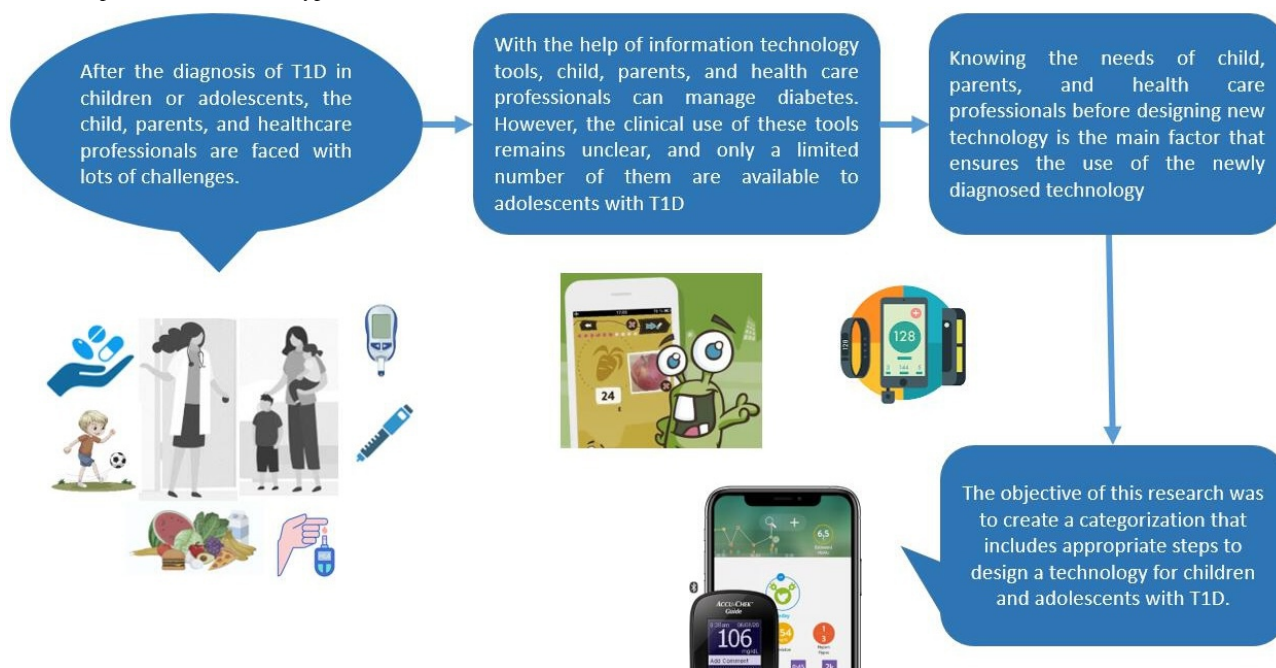 After the diagnosis of T1D in
children or adolescents, the
child, parents, and healthcare
professionals are faced with
lots of challenges.
With the help of information technology
tools, child, parents, and health care
professionals can manage diabetes.
However, the clinical use of these tools
remains unclear, and only a limited
number of them are available to
adolescents with T1D
Knowing the needs of child,
parents, and health care
professionals before designing new
technology is the main factor that
ensures the use of the newly
diagnosed technology
24
120
128
144
The objective of this research was
to create a categorization that
includes appropriate steps to
design a technology for children
and adolescents with T1D.
6,5
ACCU-CHEK
Guide
106
mg/dL
Add Comment